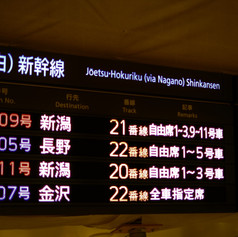 日) 新幹線 Jōetsu·Hokuriku (via Nagano) Shinkansen
号 行先 番線 記事
n No. Destination Track Remarks
09号 新潟 21番線 自由席1~3,9~11号車
05号 長野 22番線 自由席1~5号車
11号 新潟 20番線 自由席1~3号車
07号 金沢 22番線 全車指定席